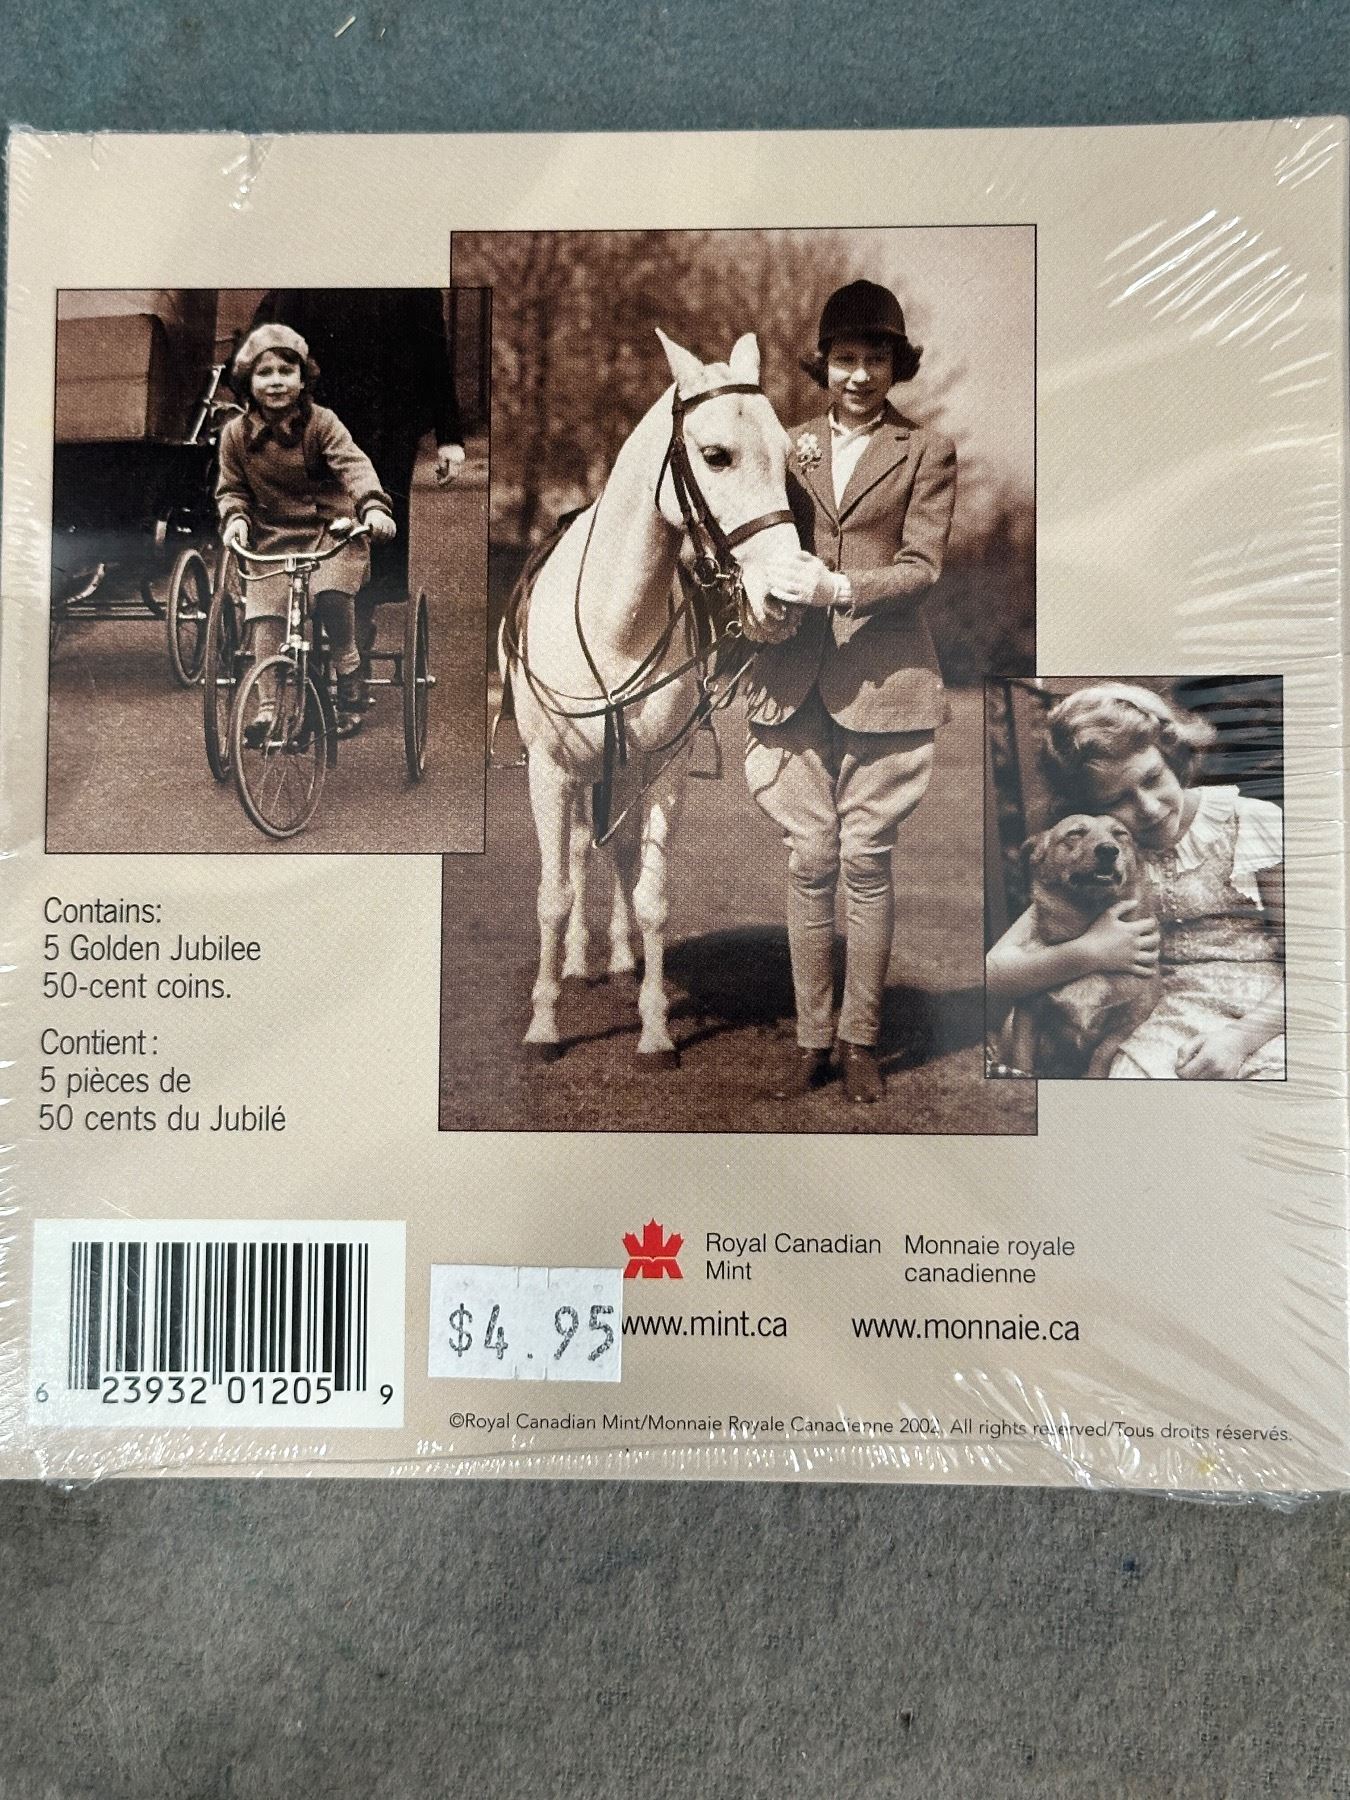 Contains:
5 Golden Jubilee
50-cent coins.
Contient :
5 pièces de
50 cents du Jubilé
6 23932 01205 9
$4.95
Royal Canadian
Mint
Monnaie royale
canadienne
www.mint.ca
www.monnaie.ca
©Royal Canadian Mint/Monnaie Royale Canadienne 2002. All rights reserved/Tous droits réservés.